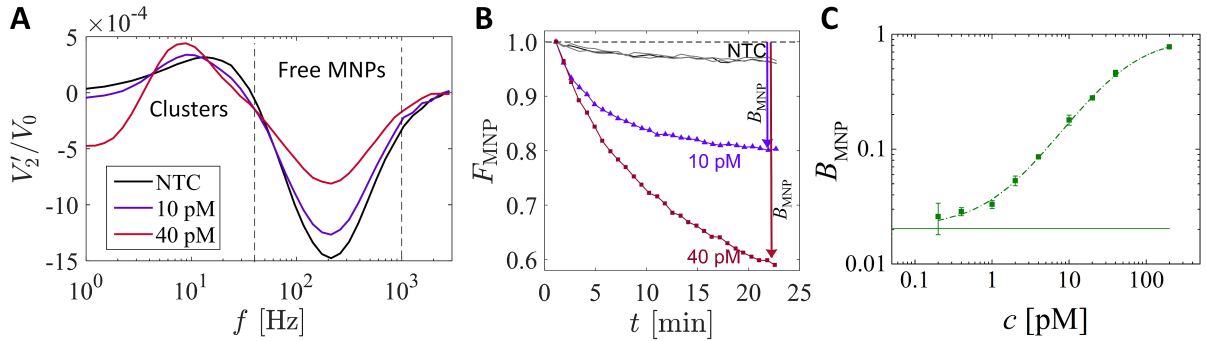 A
×10⁻⁴
5
0
-5
-10
-15
V₂′/V₀
Clusters
Free MNPs
NTC
10 pM
40 pM
10⁰ 10¹ 10² 10³
f [Hz]
B
1.0
0.9
0.8
0.7
0.6
F_MNP
NTC
B_MNP
10 pM
B_MNP
40 pM
0 5 10 15 20 25
t [min]
C
1
0.1
0.01
B_MNP
0.1 1 10 100
c [pM]